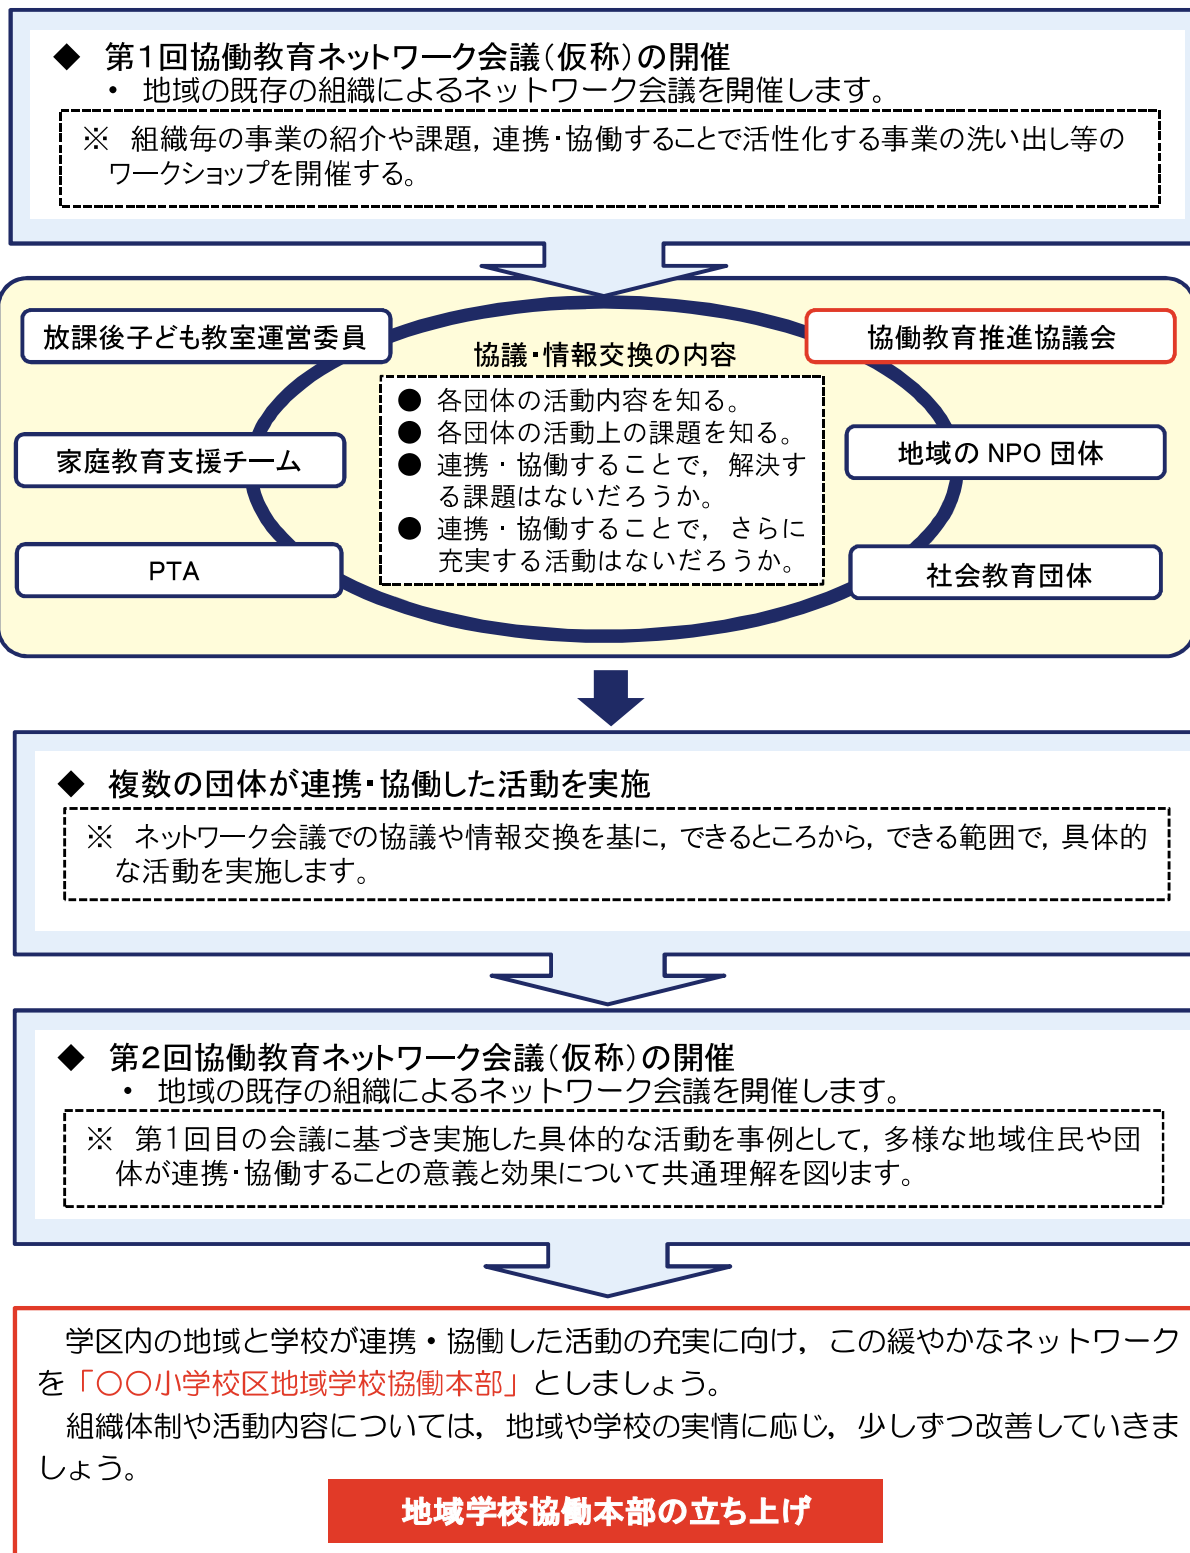 ◆ 第1回協働教育ネットワーク会議(仮称)の開催
・ 地域の既存の組織によるネットワーク会議を開催します。
※ 組織毎の事業の紹介や課題，連携・協働することで活性化する事業の洗い出し等の
ワークショップを開催する。
放課後子ども教室運営委員
協働教育推進協議会
協議・情報交換の内容
● 各団体の活動内容を知る。
● 各団体の活動上の課題を知る。
● 連携・協働することで，解決す
る課題はないだろうか。
● 連携・協働することで，さらに
充実する活動はないだろうか。
家庭教育支援チーム
地域の NPO 団体
PTA
社会教育団体
◆ 複数の団体が連携・協働した活動を実施
※ ネットワーク会議での協議や情報交換を基に，できるところから，できる範囲で，具体的
な活動を実施します。
◆ 第2回協働教育ネットワーク会議(仮称)の開催
・ 地域の既存の組織によるネットワーク会議を開催します。
※ 第1回目の会議に基づき実施した具体的な活動を事例として，多様な地域住民や団
体が連携・協働することの意義と効果について共通理解を図ります。
学区内の地域と学校が連携・協働した活動の充実に向け，この緩やかなネットワーク
を「〇〇小学校区地域学校協働本部」としましょう。
組織体制や活動内容については，地域や学校の実情に応じ，少しずつ改善していきま
しょう。
地域学校協働本部の立ち上げ